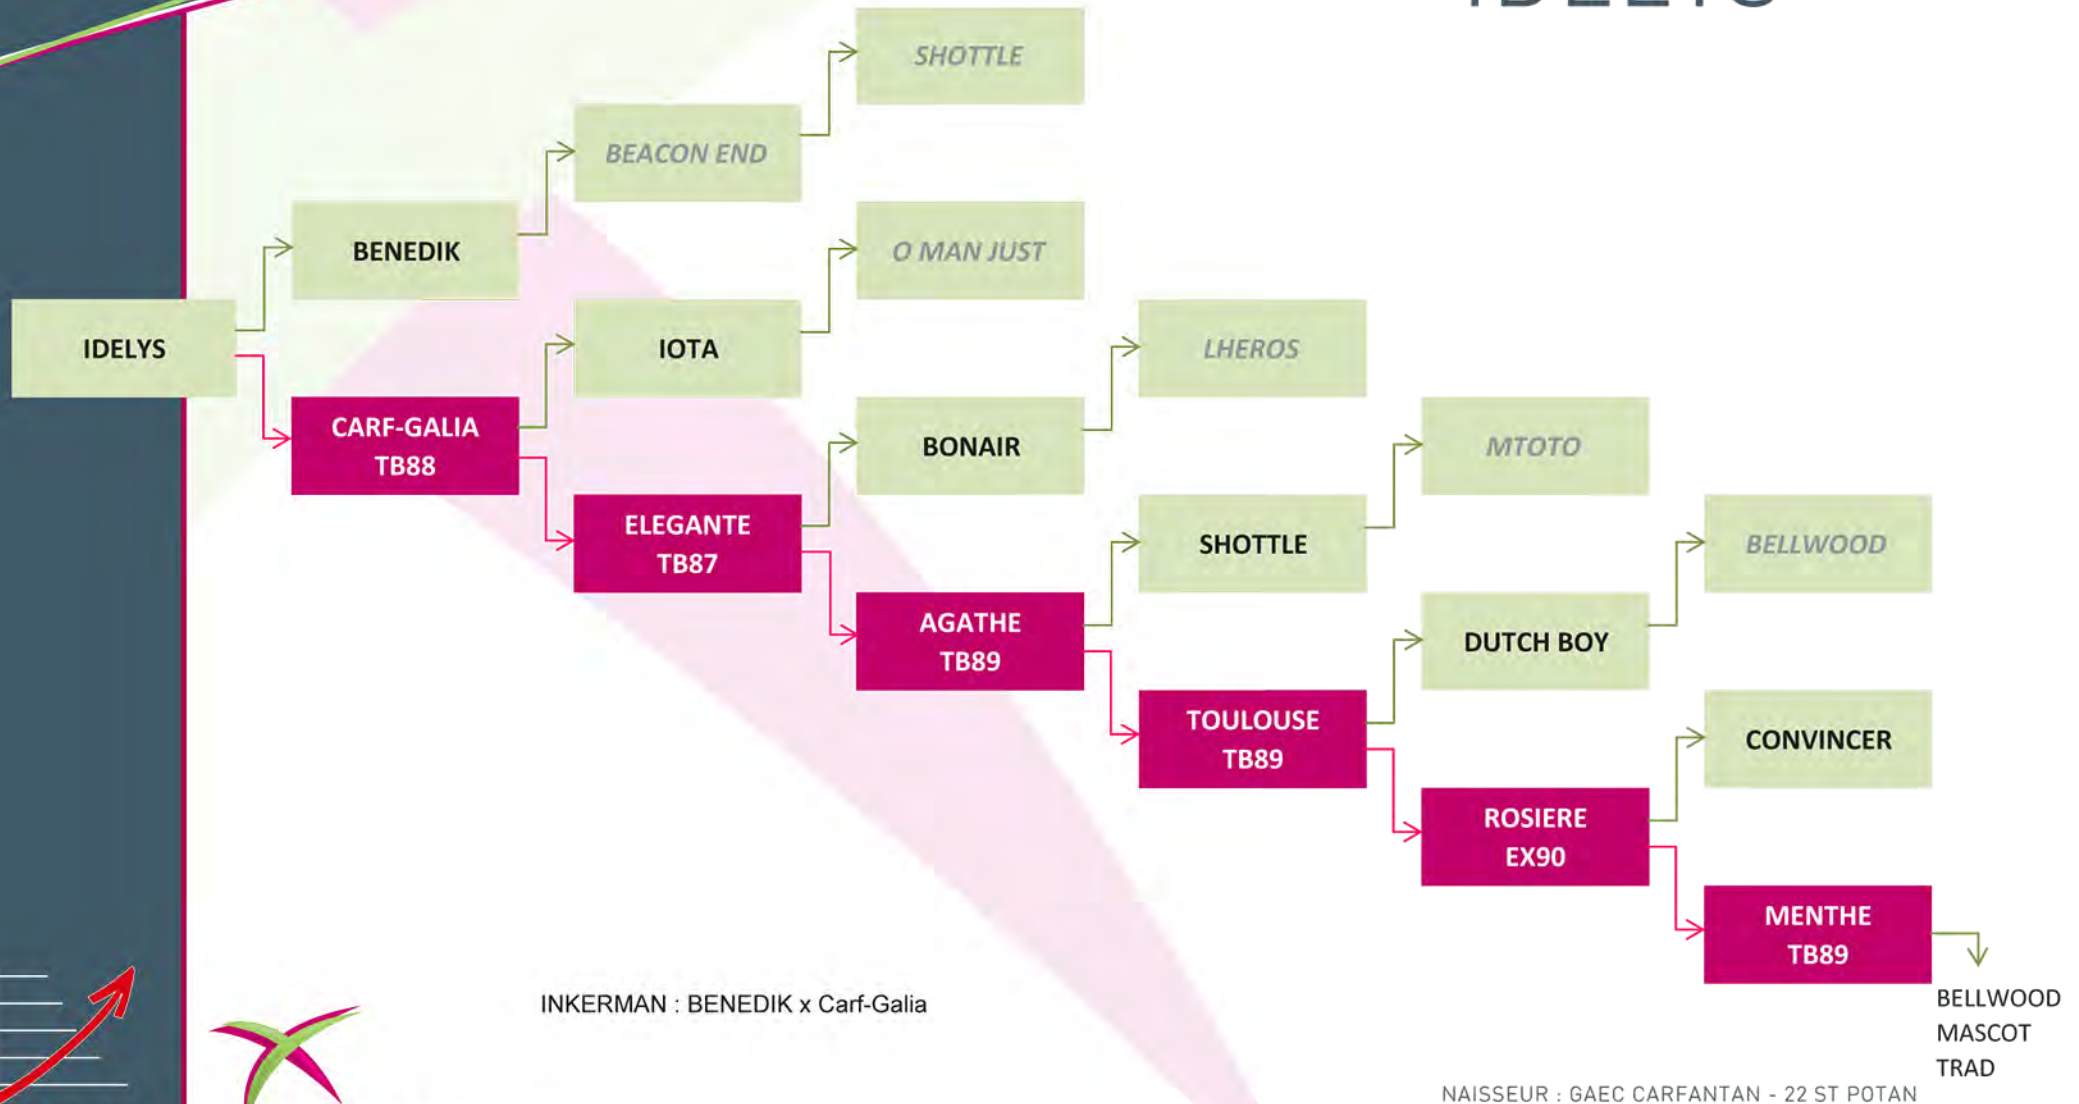 IDELYS
SHOTTLE
BEACON END
BENEDIK
O MAN JUST
IDELYS
IOTA
LHEROS
CARF-GALIA
TB88
BONAIR
MTOTO
ELEGANTE
TB87
SHOTTLE
BELLWOOD
AGATHE
TB89
DUTCH BOY
TOULOUSE
TB89
CONVINCER
ROSIERE
EX90
MENTHE
TB89
BELLWOOD
MASCOT
TRAD
INKERMAN : BENEDIK x Carf-Galia
NAISSEUR : GAEC CARFANTAN - 22 ST POTAN